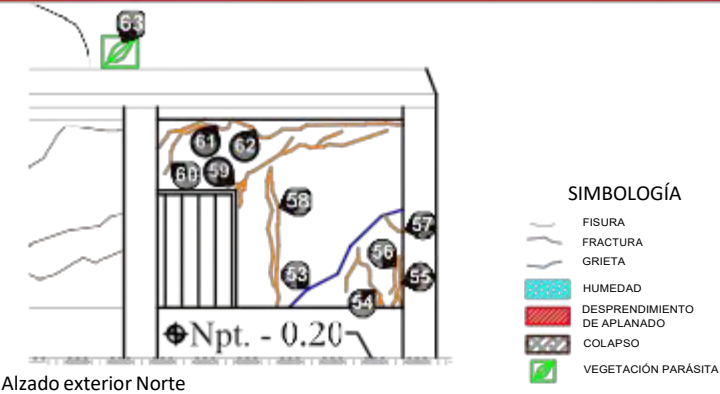 63
61
62
60
59
58
57
56
53
55
54
Npt. - 0.20
Alzado exterior Norte
SIMBOLOGÍA
FISURA
FRACTURA
GRIETA
HUMEDAD
DESPRENDIMIENTO
DE APLANADO
COLAPSO
VEGETACIÓN PARÁSITA